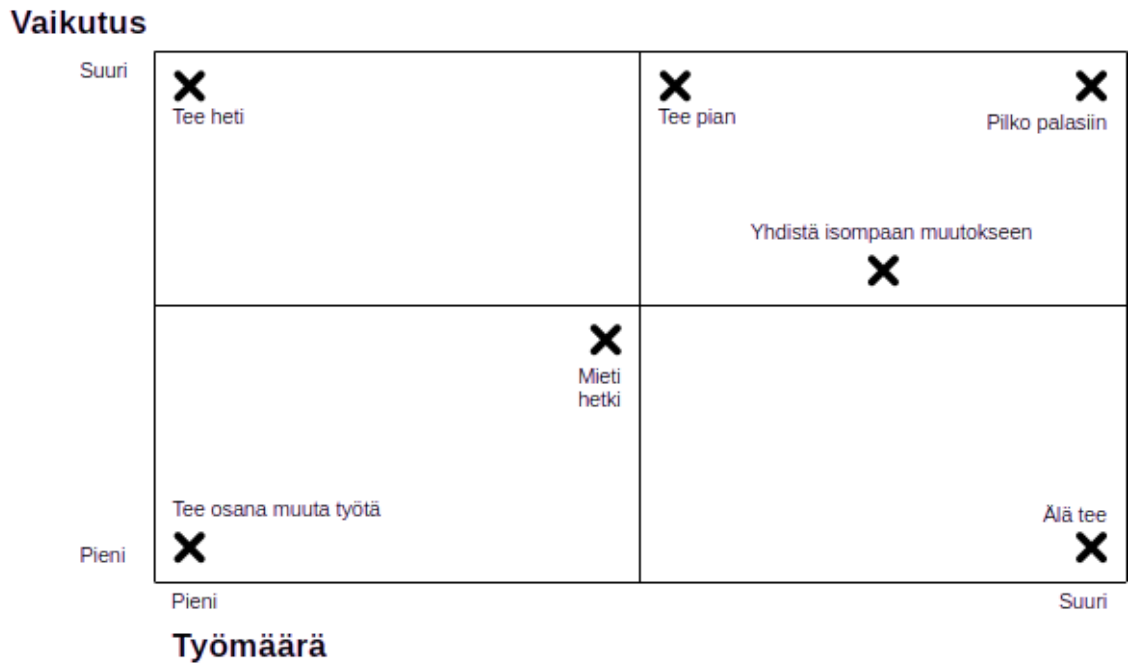 Vaikutus
Suuri
Tee heti
Tee pian
Pilko palasiin
Yhdistä isompaan muutokseen
Mieti
hetki
Tee osana muuta työtä
Älä tee
Pieni
Pieni
Suuri
Työmäärä